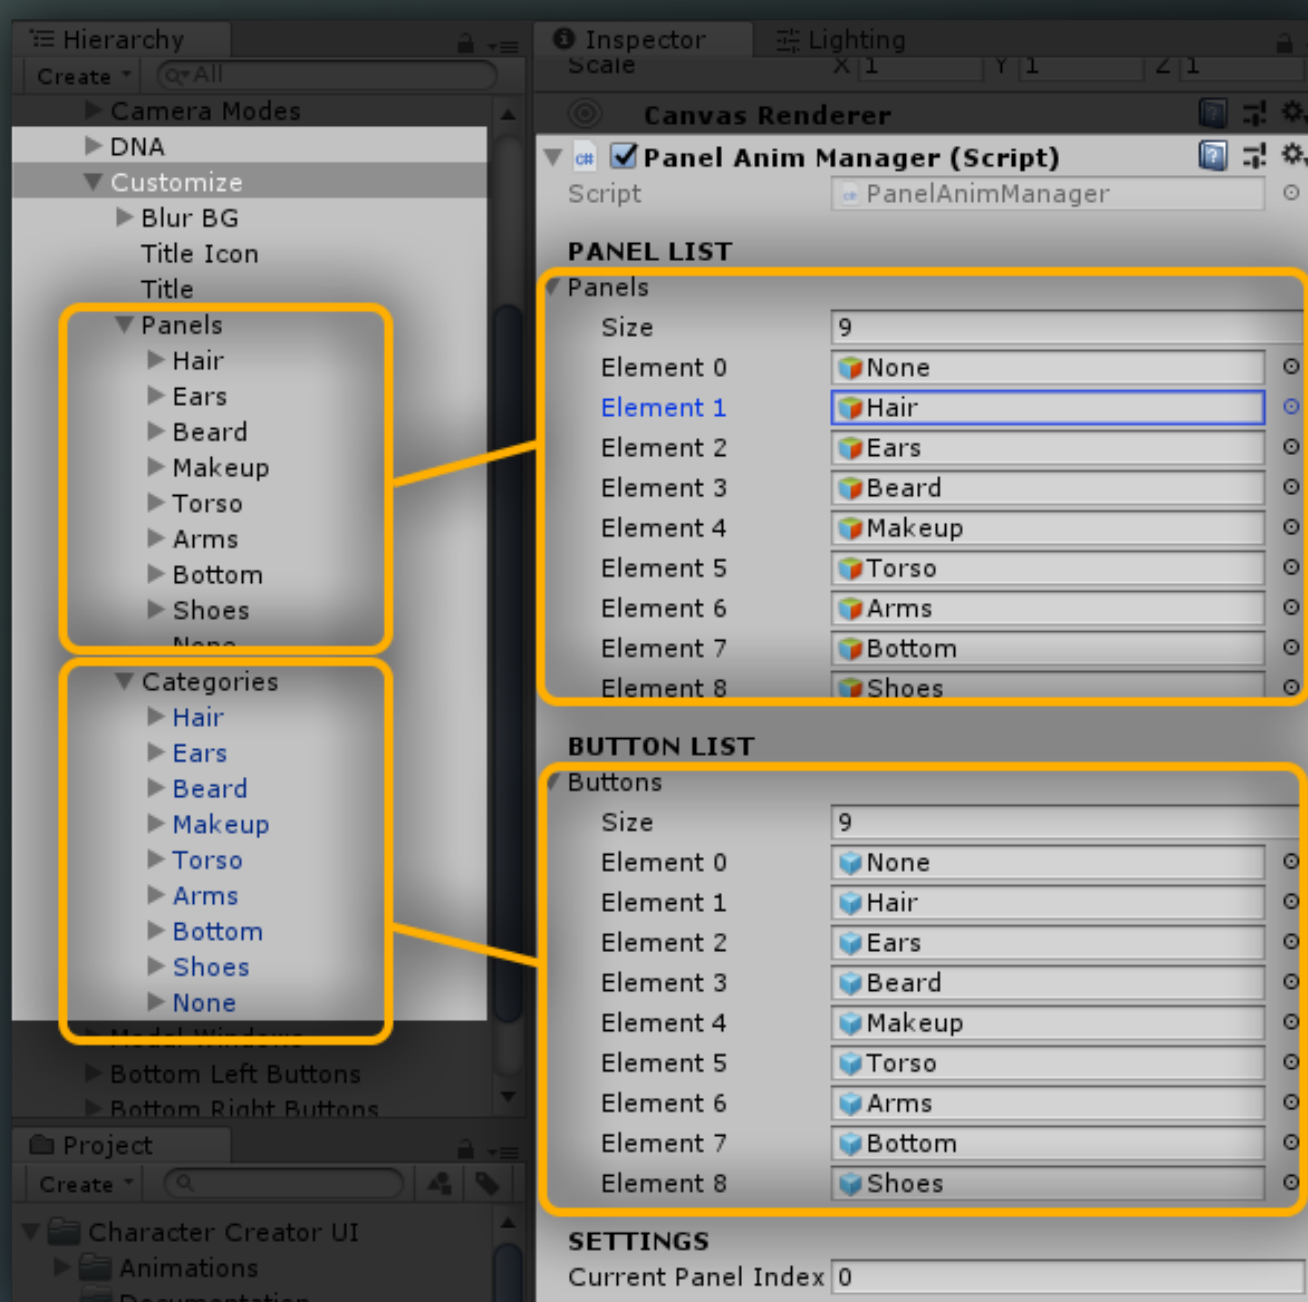 Hierarchy
Create
All
Camera Modes
DNA
Customize
Blur BG
Title Icon
Title
Panels
Hair
Ears
Beard
Makeup
Torso
Arms
Bottom
Shoes
None
Categories
Hair
Ears
Beard
Makeup
Torso
Arms
Bottom
Shoes
None
Modal Windows
Bottom Left Buttons
Bottom Right Buttons
Project
Create
Character Creator UI
Animations
Documentation
Inspector Lighting
Scale X 1 Y 1 Z 1
Canvas Renderer
c# Panel Anim Manager (Script)
Script PanelAnimManager
PANEL LIST
Panels
Size 9
Element 0 None
Element 1 Hair
Element 2 Ears
Element 3 Beard
Element 4 Makeup
Element 5 Torso
Element 6 Arms
Element 7 Bottom
Element 8 Shoes
BUTTON LIST
Buttons
Size 9
Element 0 None
Element 1 Hair
Element 2 Ears
Element 3 Beard
Element 4 Makeup
Element 5 Torso
Element 6 Arms
Element 7 Bottom
Element 8 Shoes
SETTINGS
Current Panel Index 0